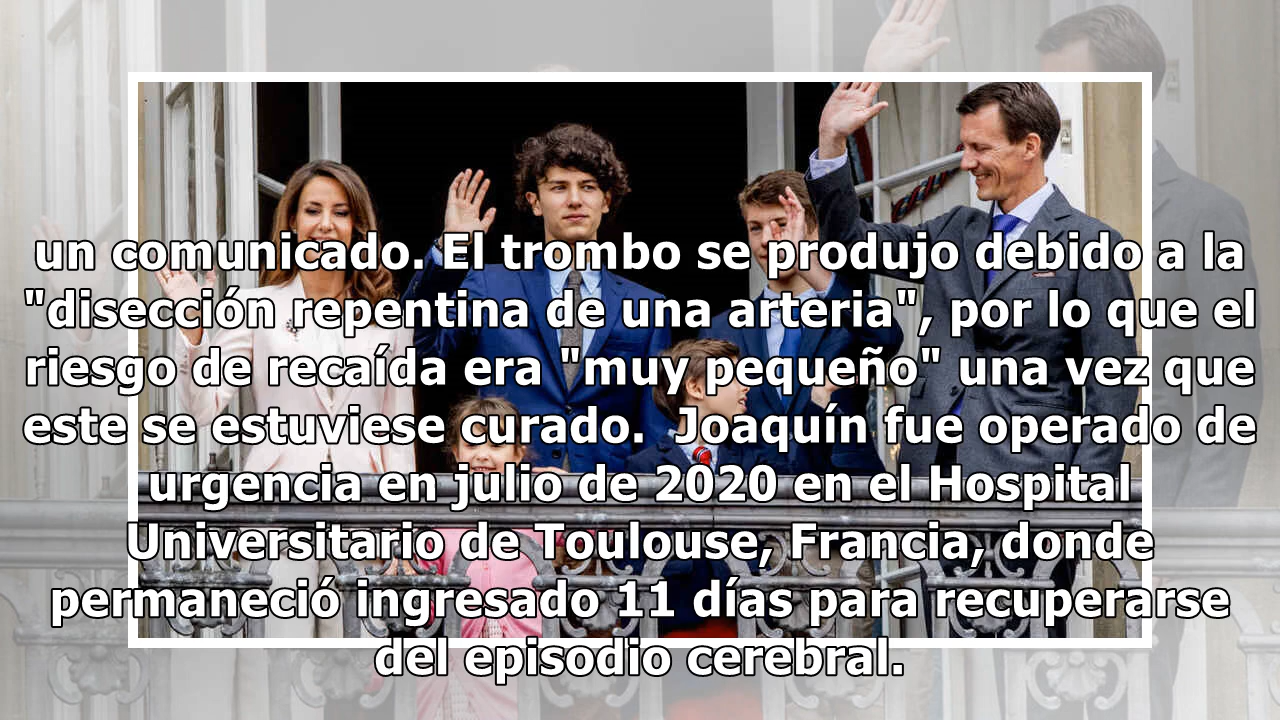 un comunicado. El trombo se produjo debido a la
"disección repentina de una arteria", por lo que el
riesgo de recaída era "muy pequeño" una vez que
este se estuviese curado.  Joaquín fue operado de
urgencia en julio de 2020 en el Hospital
Universitario de Toulouse, Francia, donde
permaneció ingresado 11 días para recuperarse
del episodio cerebral.